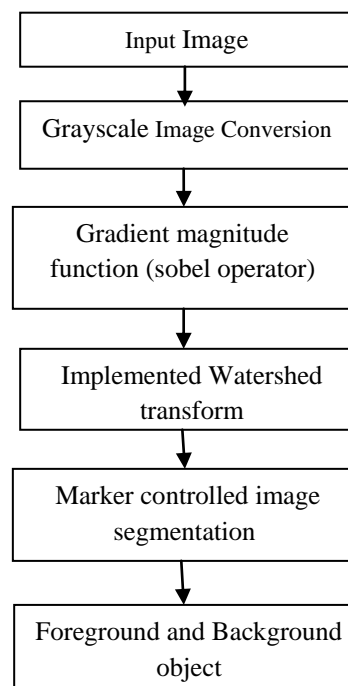 Input Image
Grayscale Image Conversion
Gradient magnitude
function (sobel operator)
Implemented Watershed
transform
Marker controlled image
segmentation
Foreground and Background
object